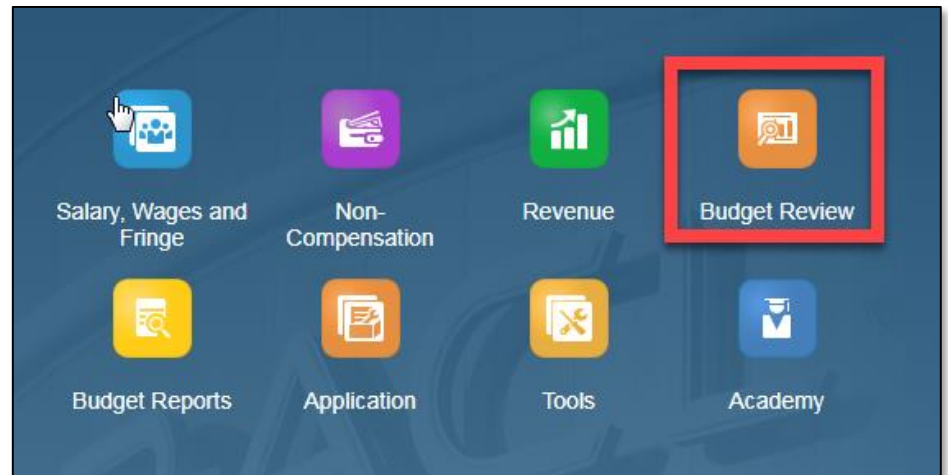 Salary, Wages and
Fringe
Non-
Compensation
Revenue
Budget Review
Budget Reports
Application
Tools
Academy